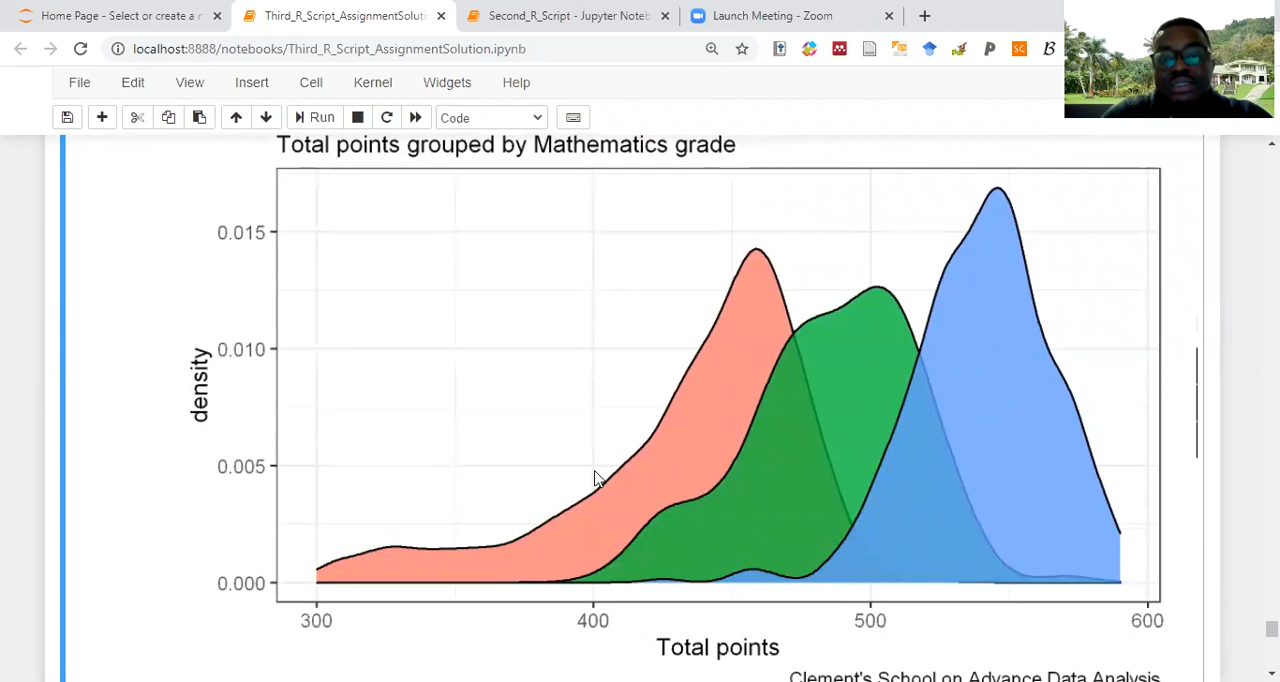 Home Page - Select or create a r
Third_R_Script_AssignmentSoluti
Second_R_Script - Jupyter Noteb
Launch Meeting - Zoom
localhost:8888/notebooks/Third_R_Script_AssignmentSolution.ipynb
SC
B
File Edit View Insert Cell Kernel Widgets Help
Run Code
Total points grouped by Mathematics grade
0.015
0.010
0.005
0.000
density
300 400 500 600
Total points
Clement's School on Advance Data Analysis